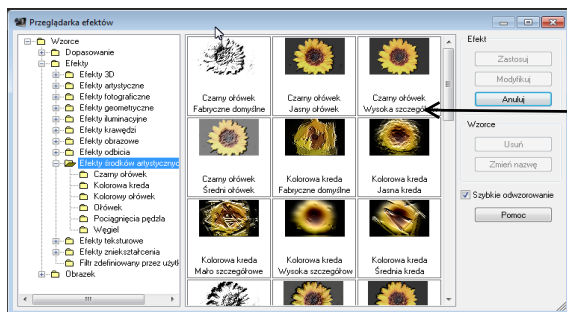 Przeglądarka efektów
Wzorce
Dopasowanie
Efekty
Efekty 3D
Efekty artystyczne
Efekty fotograficzne
Efekty geometryczne
Efekty iluminacyjne
Efekty krawędzi
Efekty obrazowe
Efekty odbicia
Efekty środków artystycznyc
Czarny ołówek
Kolorowa kreda
Kolorowy ołówek
Ołówek
Pociągnięcia pędzla
Węgiel
Efekty teksturowe
Efekty zniekształcenia
Filtr zdefiniowany przez użytk
Obrazek
Czarny ołówek
Fabryczne domyślne
Czarny ołówek
Jasny ołówek
Czarny ołówek
Wysoka szczegółow
Czarny ołówek
Średni ołówek
Kolorowa kreda
Fabryczne domyślne
Kolorowa kreda
Jasna kreda
Kolorowa kreda
Mało szczegółowe
Kolorowa kreda
Wysoka szczegółow
Kolorowa kreda
Średnia kreda
Efekt
Zastosuj
Modyfikuj
Anuluj
Wzorce
Usuń
Zmień nazwę
Szybkie odwzorowanie
Pomoc